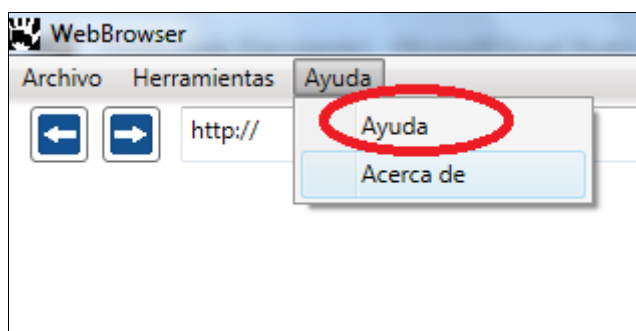 WebBrowser
Archivo Herramientas Ayuda
http://
Ayuda
Acerca de